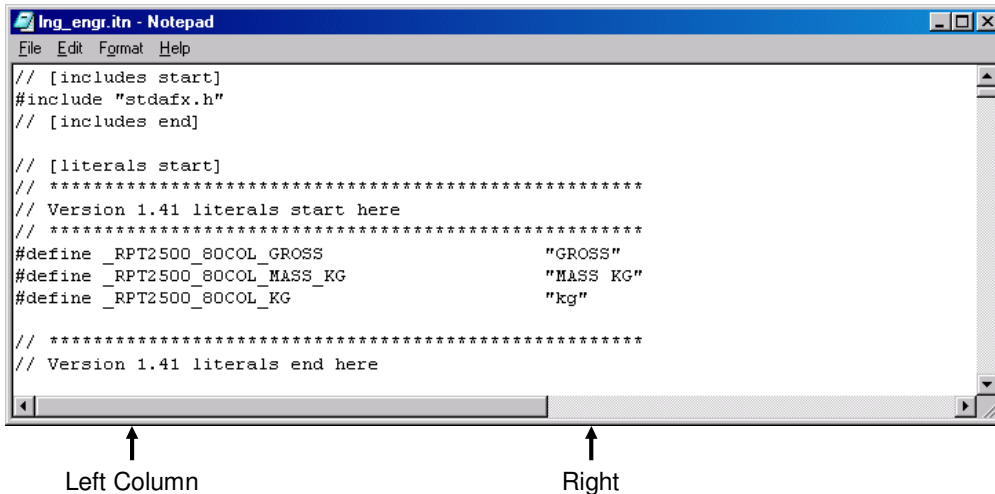 lng_engr.itn - Notepad
File Edit Format Help
// [includes start]
#include "stdafx.h"
// [includes end]
// [literals start]
// ******************************************************
// Version 1.41 literals start here
// ******************************************************
#define _RPT2500_80COL_GROSS "GROSS"
#define _RPT2500_80COL_MASS_KG "MASS KG"
#define _RPT2500_80COL_KG "kg"
// ******************************************************
// Version 1.41 literals end here
Left Column Right